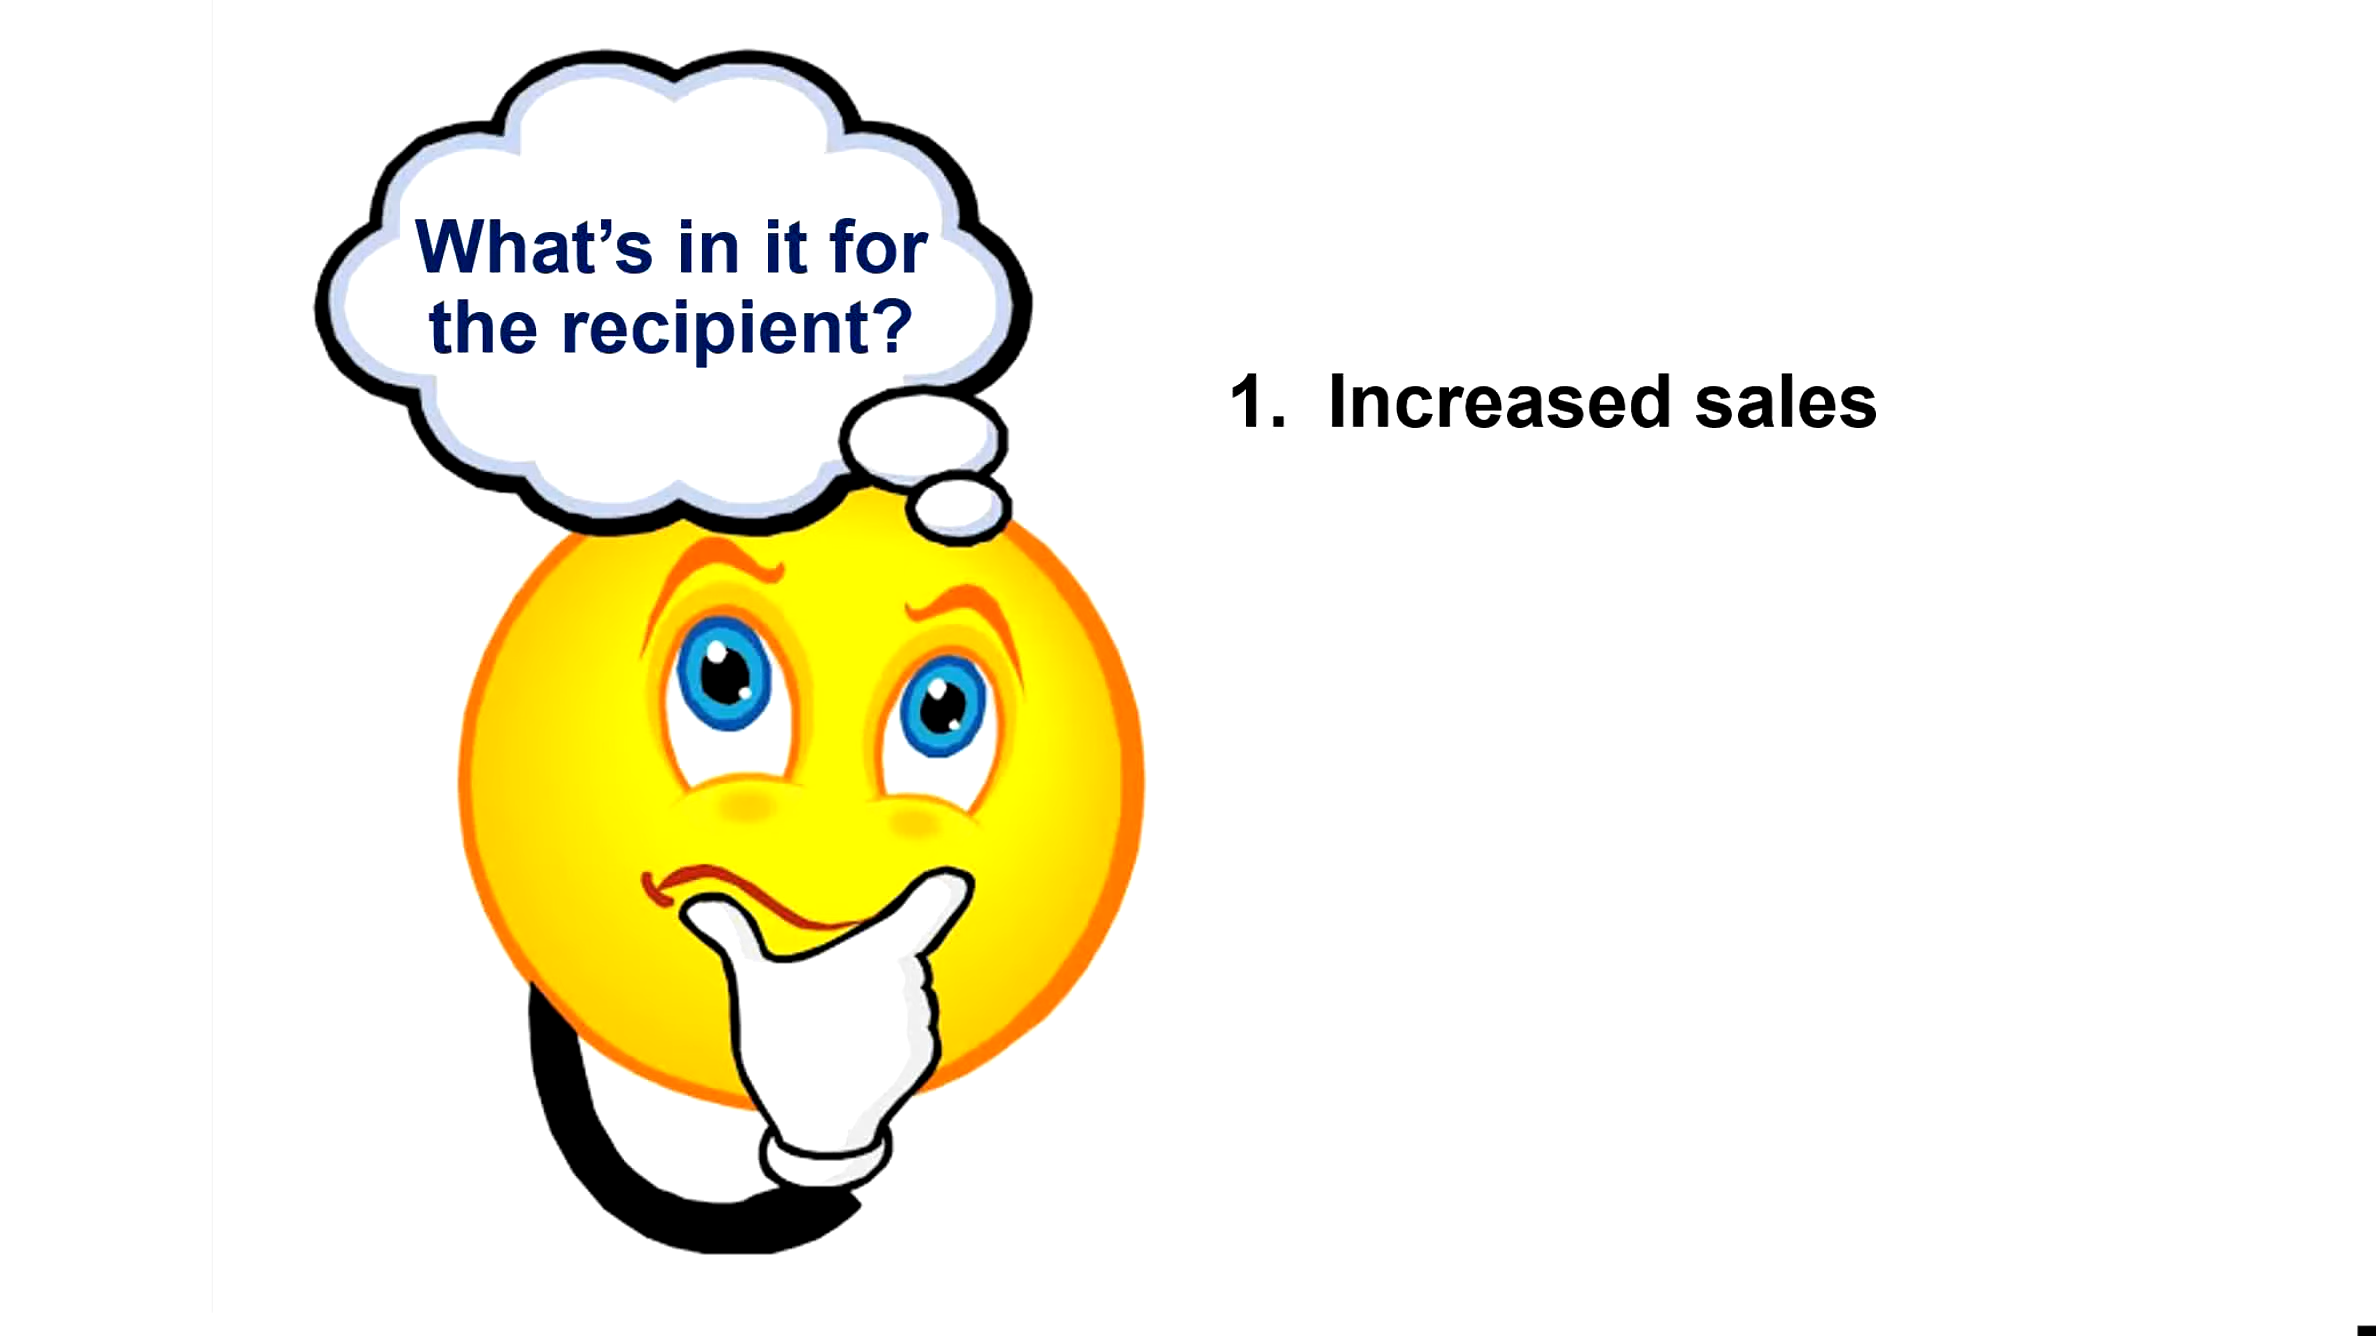 What’s in it for
the recipient?
1. Increased sales